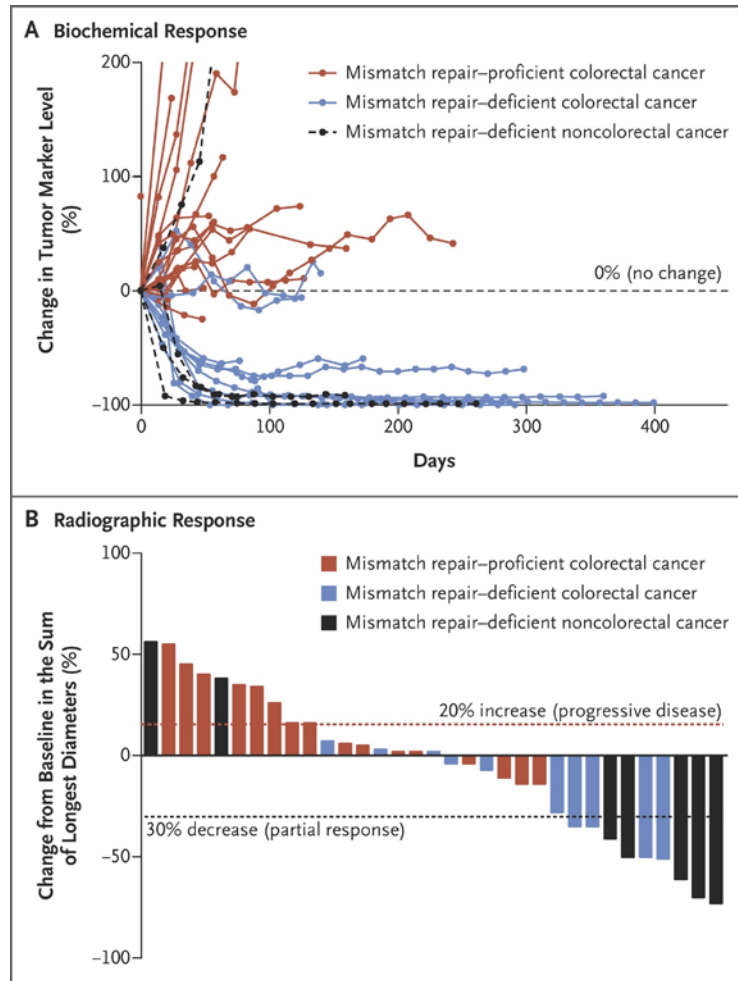 A Biochemical Response
200
100
0
−100
Change in Tumor Marker Level
(%)
Mismatch repair–proficient colorectal cancer
Mismatch repair–deficient colorectal cancer
Mismatch repair–deficient noncolorectal cancer
0% (no change)
0
100
200
300
400
Days
B Radiographic Response
100
50
0
−50
−100
Change from Baseline in the Sum
of Longest Diameters (%)
Mismatch repair–proficient colorectal cancer
Mismatch repair–deficient colorectal cancer
Mismatch repair–deficient noncolorectal cancer
20% increase (progressive disease)
30% decrease (partial response)